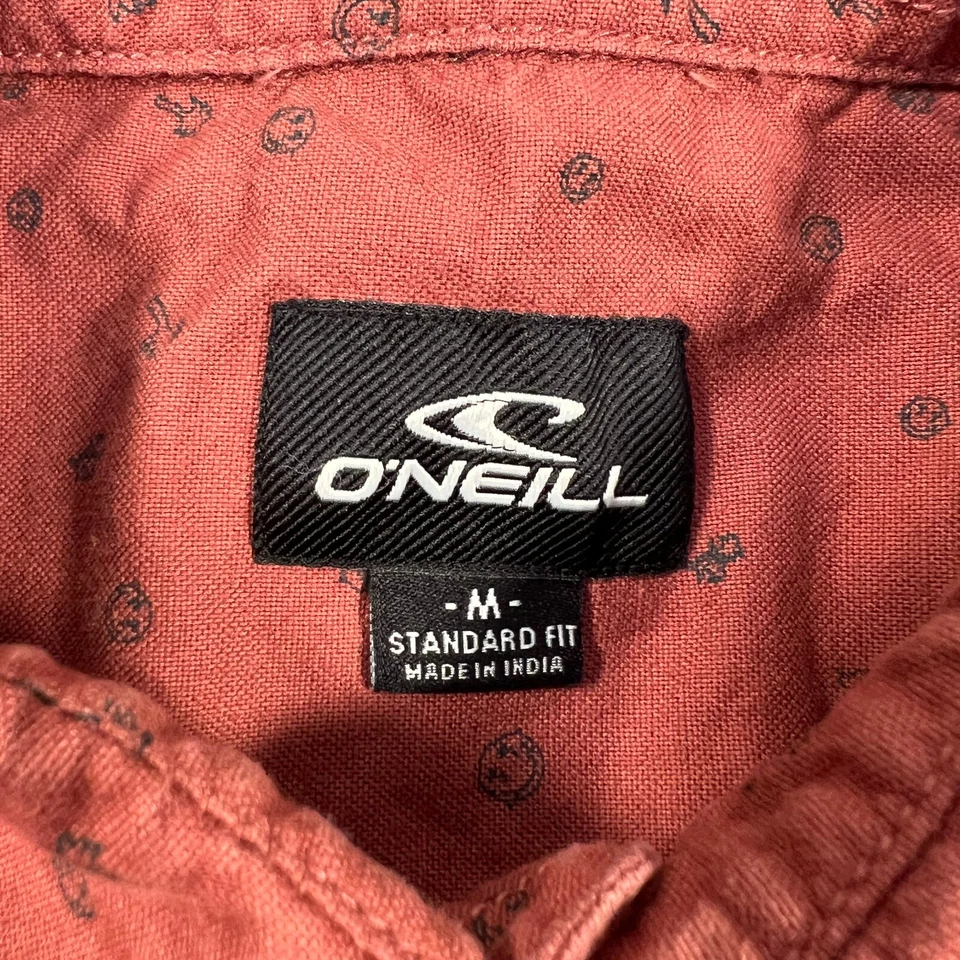 O'NEILL
- M -
STANDARD FIT
MADE IN INDIA